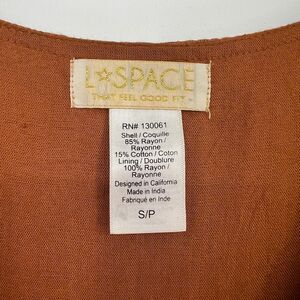 L☆SPACE
THAT FEEL GOOD FIT
RN# 130061
Shell / Coquille
85% Rayon /
Rayonne
15% Cotton / Coton
Lining / Doublure
100% Rayon /
Rayonne
Designed in California
Made in India
Fabriqué en Inde
S/P